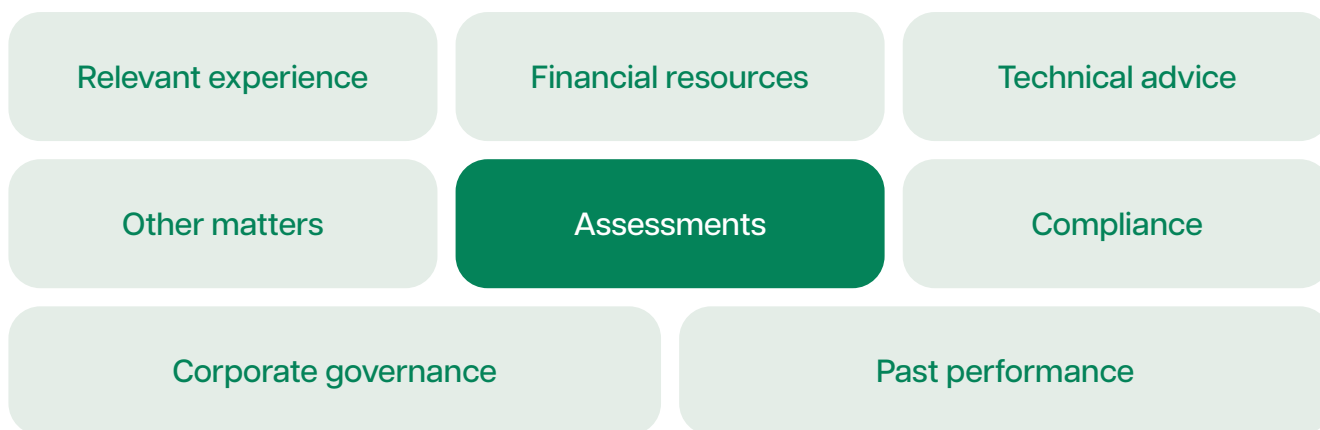 Relevant experience
Financial resources
Technical advice
Other matters
Assessments
Compliance
Corporate governance
Past performance